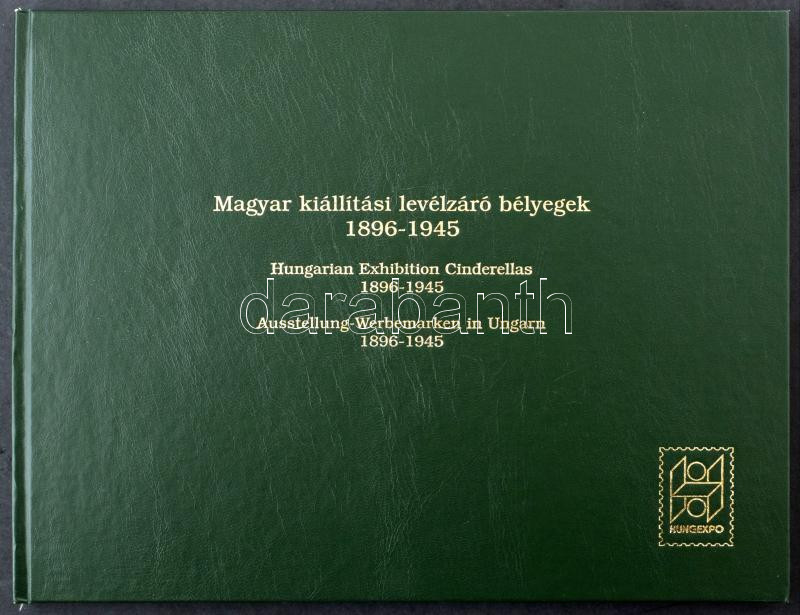 Magyar kiállítási levélzáró bélyegek
1896-1945
Hungarian Exhibition Cinderellas
1896-1945
darabanth
Ausstellung-Werbemarken in Ungarn
1896-1945
HUNGEXPO